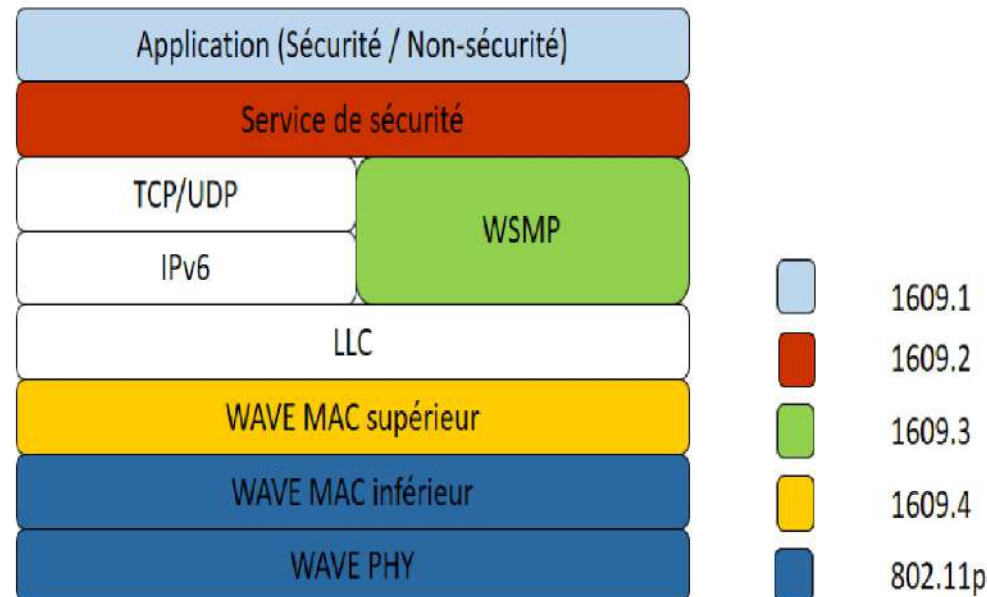 Application (Sécurité / Non-sécurité)
Service de sécurité
TCP/UDP
WSMP
IPv6
LLC
WAVE MAC supérieur
WAVE MAC inférieur
WAVE PHY
1609.1
1609.2
1609.3
1609.4
802.11p